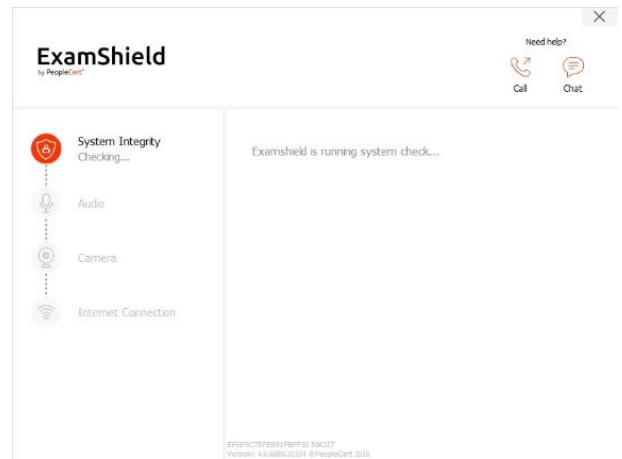 Need help?
ExamShield
by PeopleCert®
Call
Chat
System Integrity
Checking...
Examshield is running system check...
Audio
Camera
Internet Connection
©PeopleCert 2018